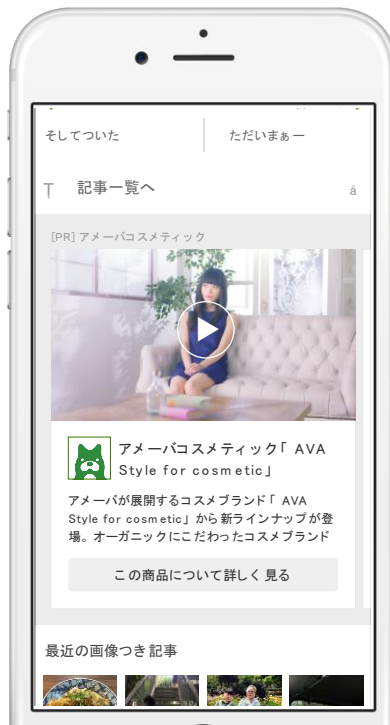 そしてついた
ただいまぁー
T 記事一覧へ ä
[PR] アメーバコスメティック
アメーバコスメティック「 AVA
Style for cosmetic」
アメーバが展開するコスメブランド「 AVA
Style for cosmetic」から新ラインナップが登
場。オーガニックにこだわったコスメブランド
この商品について詳しく見る
最近の画像つき記事